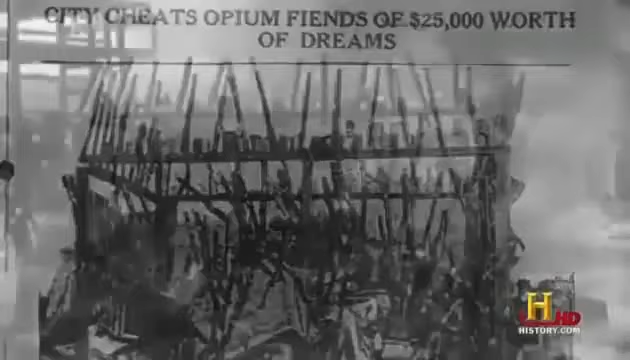 CITY CHEATS OPIUM FIENDS OF $25,000 WORTH
OF DREAMS
H
HD
HISTORY.COM